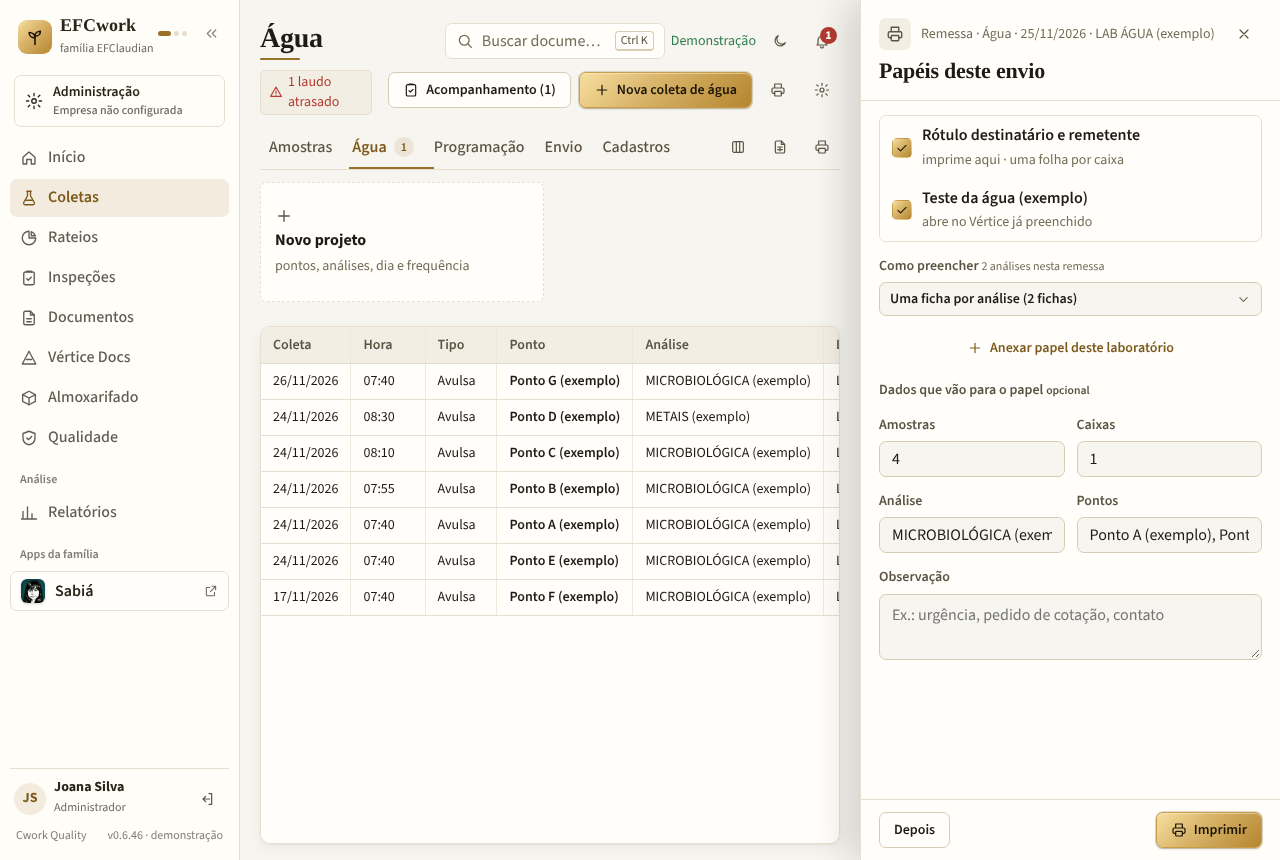 EFCwork
família EFClaudian
Administração
Empresa não configurada
Início
Coletas
Rateios
Inspeções
Documentos
Vértice Docs
Almoxarifado
Qualidade
Análise
Relatórios
Apps da família
Sabiá
JS
Joana Silva
Administrador
Cwork Quality
v0.6.46 · demonstração
Água
Buscar docume…
Ctrl K
Demonstração
1
1 laudo
atrasado
Acompanhamento (1)
Nova coleta de água
Amostras
Água 1
Programação
Envio
Cadastros
Novo projeto
pontos, análises, dia e frequência
Coleta Hora Tipo Ponto Análise
26/11/2026 07:40 Avulsa Ponto G (exemplo) MICROBIOLÓGICA (exemplo)
24/11/2026 08:30 Avulsa Ponto D (exemplo) METAIS (exemplo)
24/11/2026 08:10 Avulsa Ponto C (exemplo) MICROBIOLÓGICA (exemplo)
24/11/2026 07:55 Avulsa Ponto B (exemplo) MICROBIOLÓGICA (exemplo)
24/11/2026 07:40 Avulsa Ponto A (exemplo) MICROBIOLÓGICA (exemplo)
24/11/2026 07:40 Avulsa Ponto E (exemplo) MICROBIOLÓGICA (exemplo)
17/11/2026 07:40 Avulsa Ponto F (exemplo) MICROBIOLÓGICA (exemplo)
Remessa · Água · 25/11/2026 · LAB ÁGUA (exemplo)
Papéis deste envio
Rótulo destinatário e remetente
imprime aqui · uma folha por caixa
Teste da água (exemplo)
abre no Vértice já preenchido
Como preencher 2 análises nesta remessa
Uma ficha por análise (2 fichas)
Anexar papel deste laboratório
Dados que vão para o papel opcional
Amostras Caixas
4 1
Análise Pontos
MICROBIOLÓGICA (exem Ponto A (exemplo), Pont
Observação
Ex.: urgência, pedido de cotação, contato
Depois
Imprimir